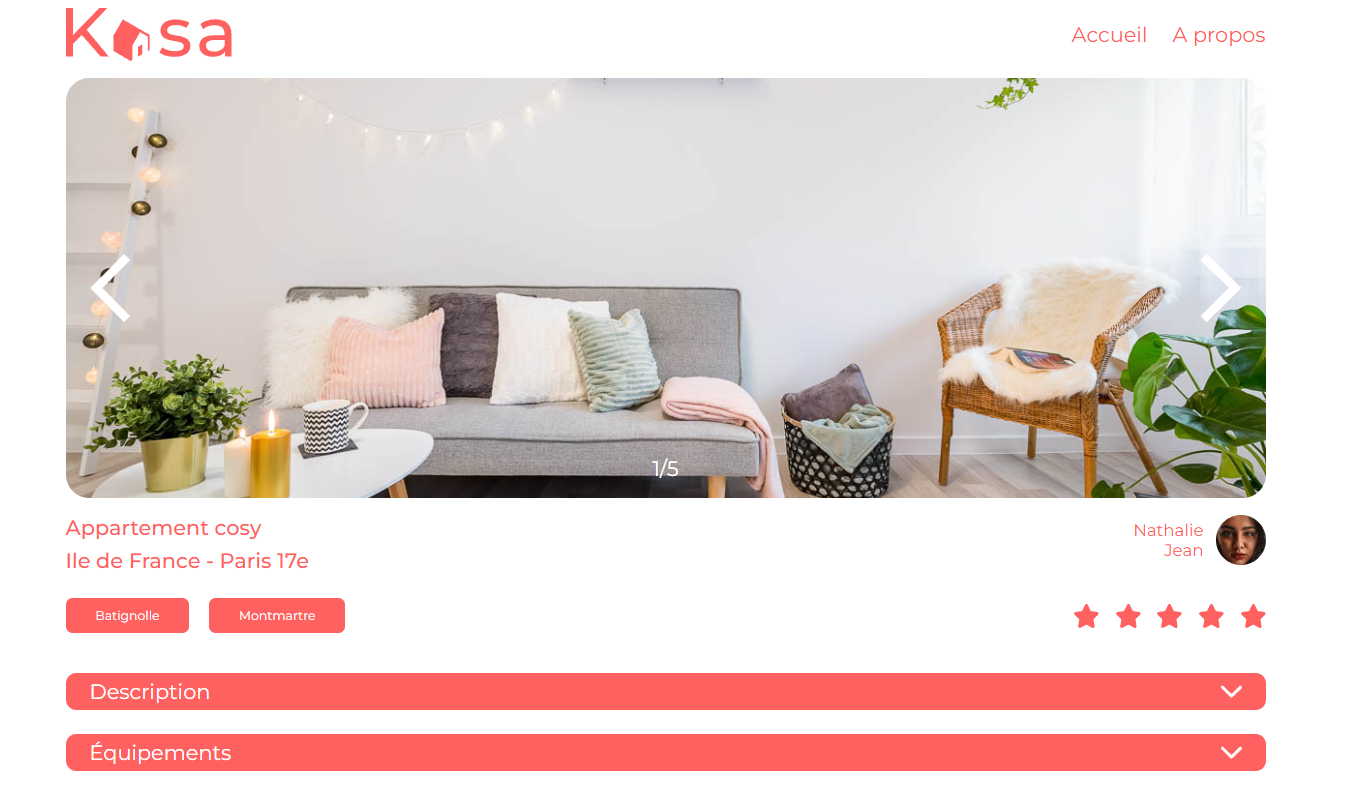 Kasa
Accueil
A propos
1/5
Appartement cosy
Ile de France - Paris 17e
Nathalie
Jean
Batignolle
Montmartre
Description
Équipements